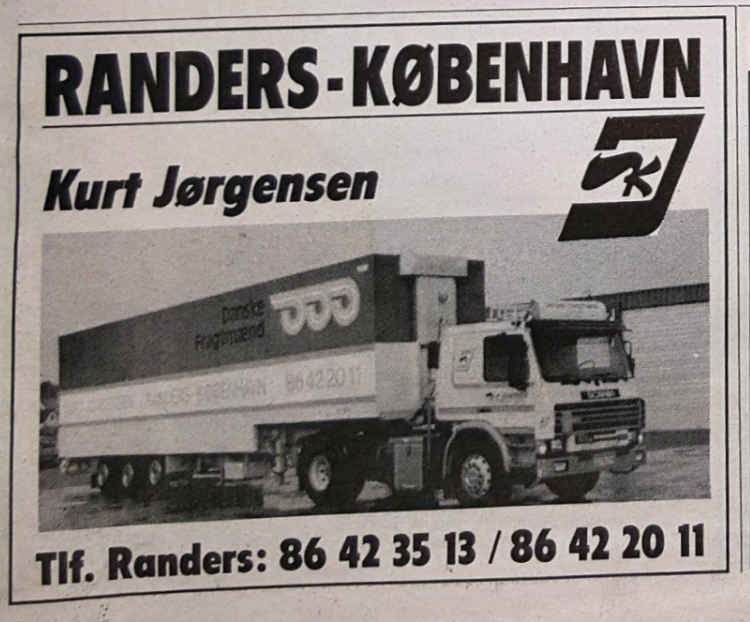 RANDERS-KØBENHAVN
Kurt Jørgensen
JK
Danske
Fragtmænd
RANDERS-KØBENHAVN 86 42 20 11
SCANIA
Tlf. Randers: 86 42 35 13 / 86 42 20 11